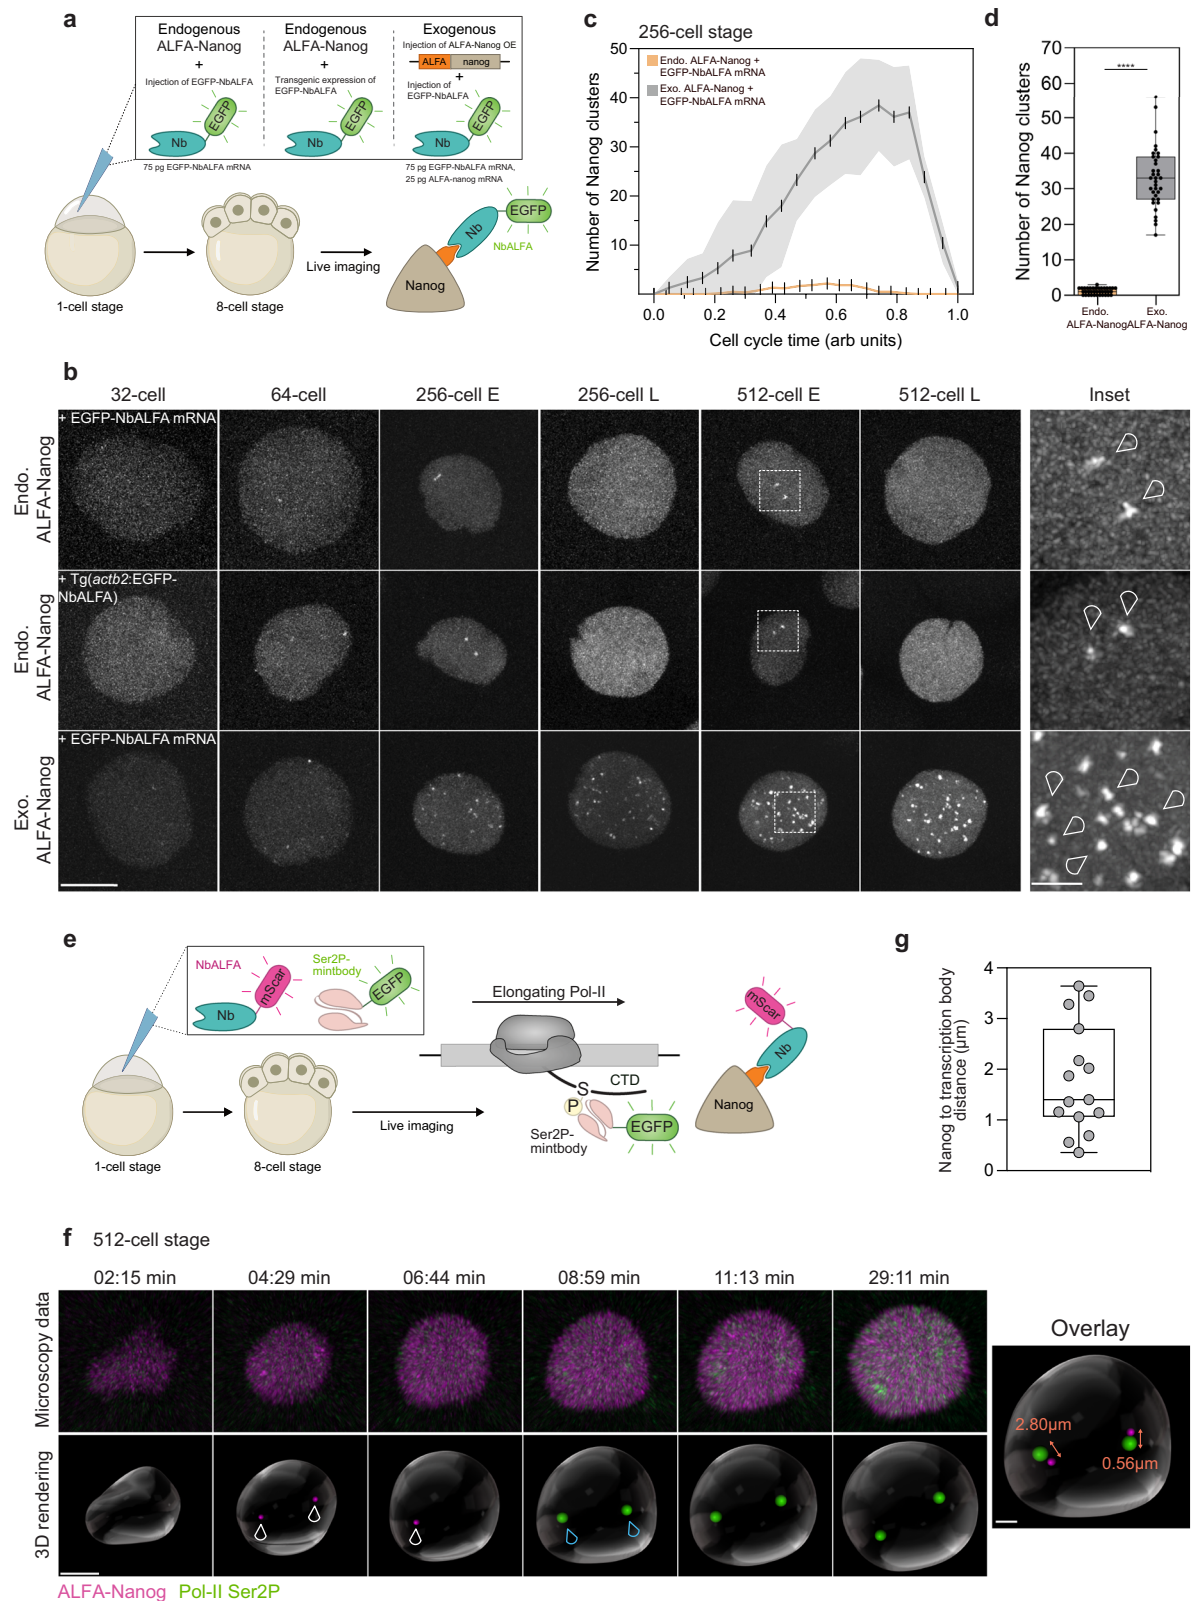 a
Endogenous
ALFA-Nanog
+
Injection of EGFP-NbALFA
EGFP
Nb
75 pg EGFP-NbALFA mRNA
Endogenous
ALFA-Nanog
+
Transgenic expression of
EGFP-NbALFA
EGFP
Nb
Exogenous
Injection of ALFA-Nanog OE
ALFA nanog
+
Injection of
EGFP-NbALFA
EGFP
Nb
75 pg EGFP-NbALFA mRNA,
25 pg ALFA-nanog mRNA
1-cell stage
8-cell stage
Live imaging
EGFP
Nb
NbALFA
Nanog
c
256-cell stage
Number of Nanog clusters
50
40
30
20
10
Endo. ALFA-Nanog +
EGFP-NbALFA mRNA
Exo. ALFA-Nanog +
EGFP-NbALFA mRNA
0.0 0.2 0.4 0.6 0.8 1.0
Cell cycle time (arb units)
d
Number of Nanog clusters
70
60
50
40
30
20
10
0
****
Endo.
ALFA-Nanog
Exo.
ALFA-Nanog
b
32-cell 64-cell 256-cell E 256-cell L 512-cell E 512-cell L Inset
Endo.
ALFA-Nanog
+ EGFP-NbALFA mRNA
Endo.
ALFA-Nanog
+ Tg(actb2:EGFP-
NbALFA)
Exo.
ALFA-Nanog
+ EGFP-NbALFA mRNA
e
NbALFA
mScar
Nb
Ser2P-
mintbody
EGFP
1-cell stage
8-cell stage
Live imaging
Elongating Pol-II
S
CTD
P
Ser2P-
mintbody
EGFP
mScar
Nb
Nanog
g
Nanog to transcription body
distance (µm)
4
3
2
1
0
f
512-cell stage
02:15 min 04:29 min 06:44 min 08:59 min 11:13 min 29:11 min
Microscopy data
3D rendering
Overlay
2.80µm
0.56µm
ALFA-Nanog Pol-II Ser2P